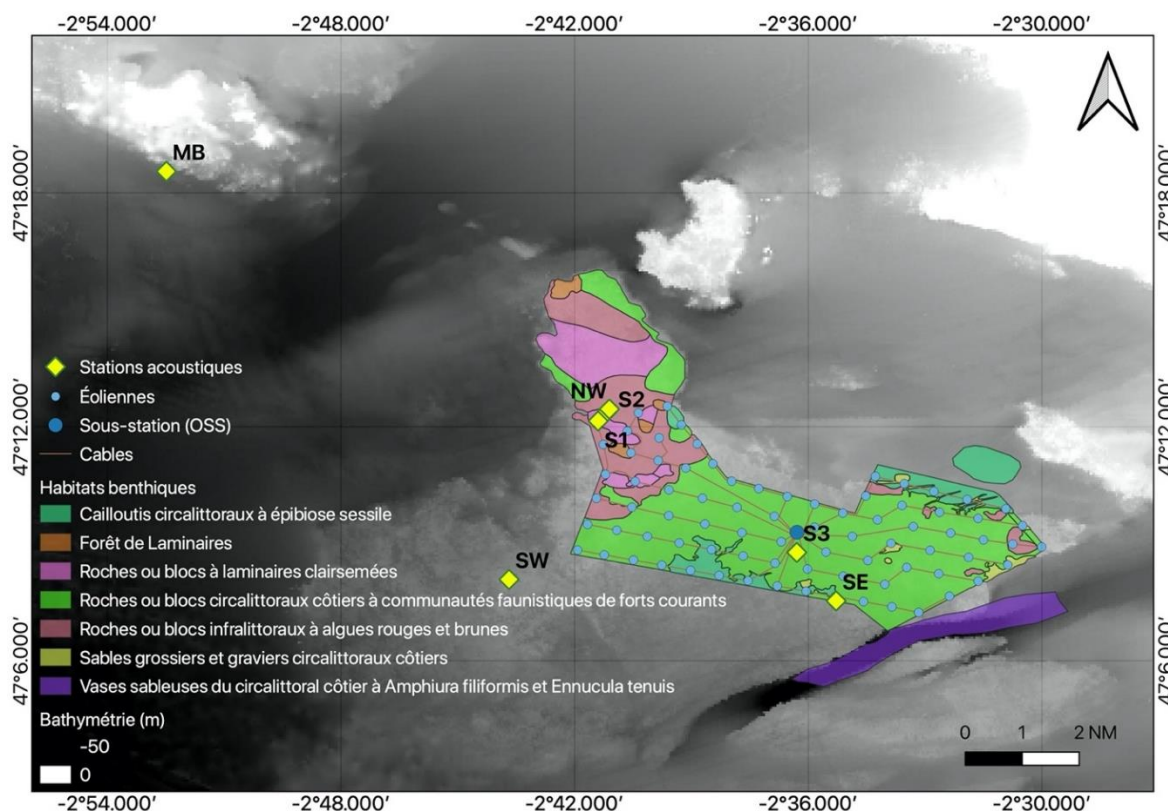 -2°54.000' -2°48.000' -2°42.000' -2°36.000' -2°30.000'
MB
47°18.000' 47°18.000'
Stations acoustiques
NW S2
Éoliennes
47°12.000' 47°12.000'
Sous-station (OSS)
S1
Cables
Habitats benthiques
Cailloutis circalittoraux à épibiose sessile
S3
Forêt de Laminaires
SW
Roches ou blocs à laminaires clairsemées
SE
Roches ou blocs circalittoraux côtiers à communautés faunistiques de forts courants
Roches ou blocs infralittoraux à algues rouges et brunes
Sables grossiers et graviers circalittoraux côtiers
47°6.000' 47°6.000'
Vases sableuses du circalittoral côtier à Amphiura filiformis et Ennucula tenuis
Bathymétrie (m)
-50
0
0 1 2 NM
-2°54.000' -2°48.000' -2°42.000' -2°36.000' -2°30.000'